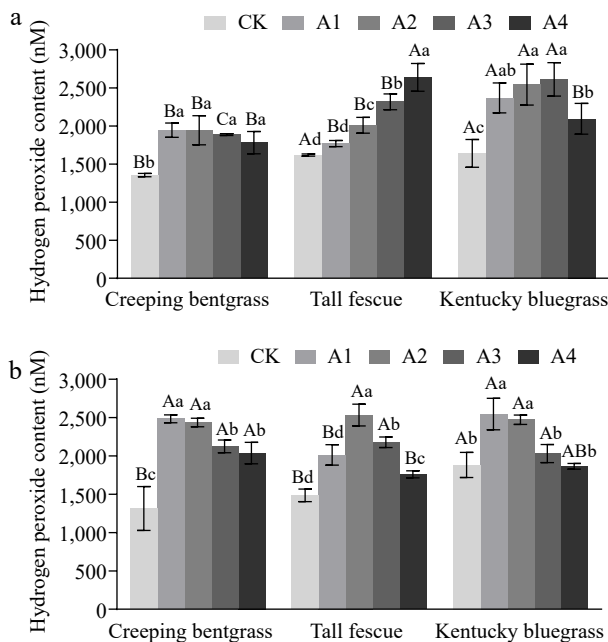 a
CK A1 A2 A3 A4
Hydrogen peroxide content (nM)
3,000
2,500
2,000
1,500
1,000
500
0
Bb Ba Ba Ca Ba
Ad Bd Bc Bb Aa
Ac Aab Aa Aa Bb
Creeping bentgrass Tall fescue Kentucky bluegrass
b
CK A1 A2 A3 A4
Hydrogen peroxide content (nM)
3,000
2,500
2,000
1,500
1,000
500
0
Bc Aa Aa Ab Ab
Bd Bd Aa Ab Bc
Ab Aa Aa Ab ABb
Creeping bentgrass Tall fescue Kentucky bluegrass